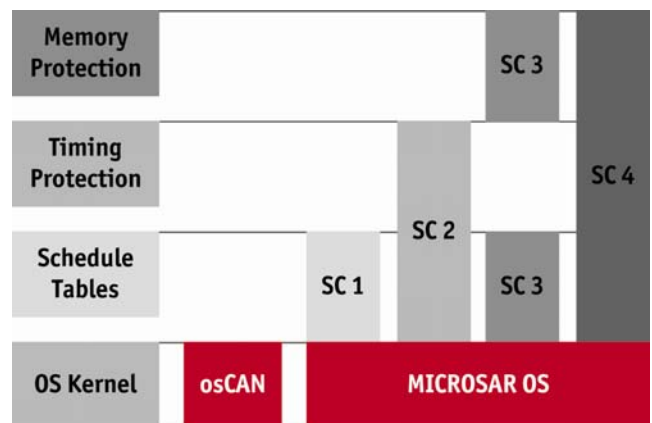 Memory
Protection
SC 3
Timing
Protection
SC 4
SC 2
Schedule
Tables
SC 1
SC 3
OS Kernel
osCAN
MICROSAR OS